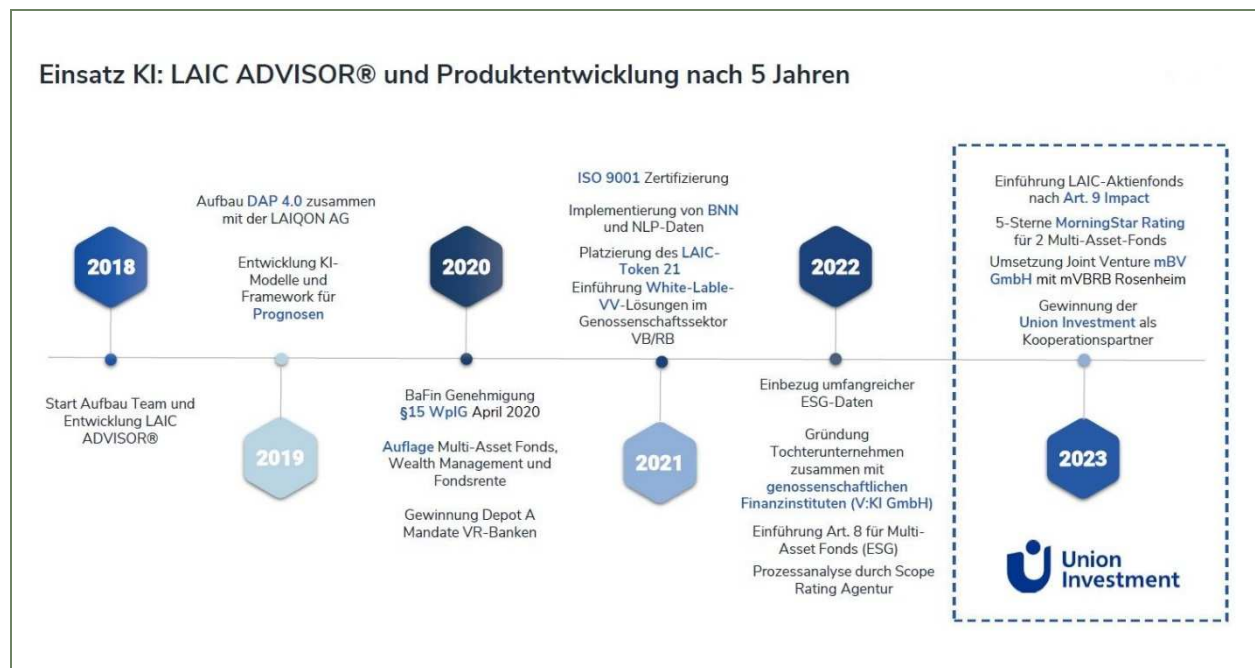 Einsatz KI: LAIC ADVISOR® und Produktentwicklung nach 5 Jahren
2018
Start Aufbau Team und
Entwicklung LAIC
ADVISOR®
Aufbau DAP 4.0 zusammen
mit der LAIQON AG
Entwicklung KI-
Modelle und
Framework für
Prognosen
2019
2020
BaFin Genehmigung
§15 WpIG April 2020
Auflage Multi-Asset Fonds,
Wealth Management und
Fondsrente
Gewinnung Depot A
Mandate VR-Banken
ISO 9001 Zertifizierung
Implementierung von BNN
und NLP-Daten
Platzierung des LAIC-
Token 21
Einführung White-Lable-
VV-Lösungen im
Genossenschaftssektor
VB/RB
2021
2022
Einbezug umfangreicher
ESG-Daten
Gründung
Tochterunternehmen
zusammen mit
genossenschaftlichen
Finanzinstituten (V:KI GmbH)
Einführung Art. 8 für Multi-
Asset Fonds (ESG)
Prozessanalyse durch Scope
Rating Agentur
Einführung LAIC-Aktienfonds
nach Art. 9 Impact
5-Sterne MorningStar Rating
für 2 Multi-Asset-Fonds
Umsetzung Joint Venture mBV
GmbH mit mVBRB Rosenheim
Gewinnung der
Union Investment als
Kooperationspartner
2023
Union
Investment